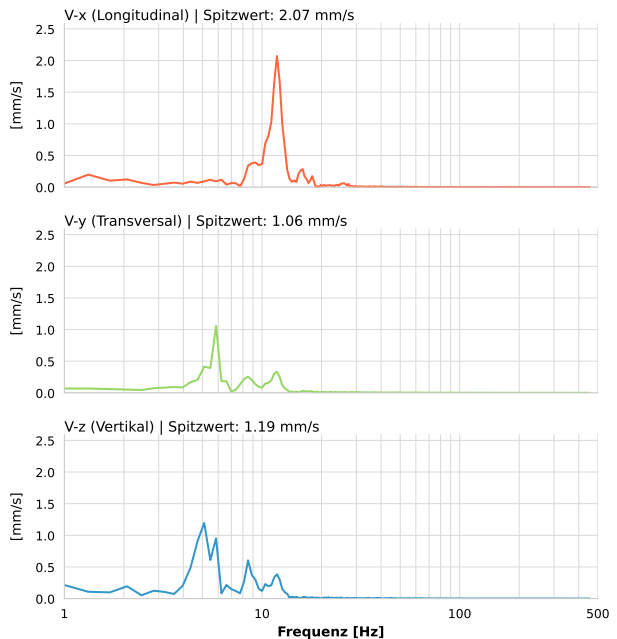 V-x (Longitudinal) | Spitzwert: 2.07 mm/s
2.5
2.0
1.5
1.0
0.5
0.0
[mm/s]
V-y (Transversal) | Spitzwert: 1.06 mm/s
2.5
2.0
1.5
1.0
0.5
0.0
[mm/s]
V-z (Vertikal) | Spitzwert: 1.19 mm/s
2.5
2.0
1.5
1.0
0.5
0.0
[mm/s]
1 10 100 500
Frequenz [Hz]